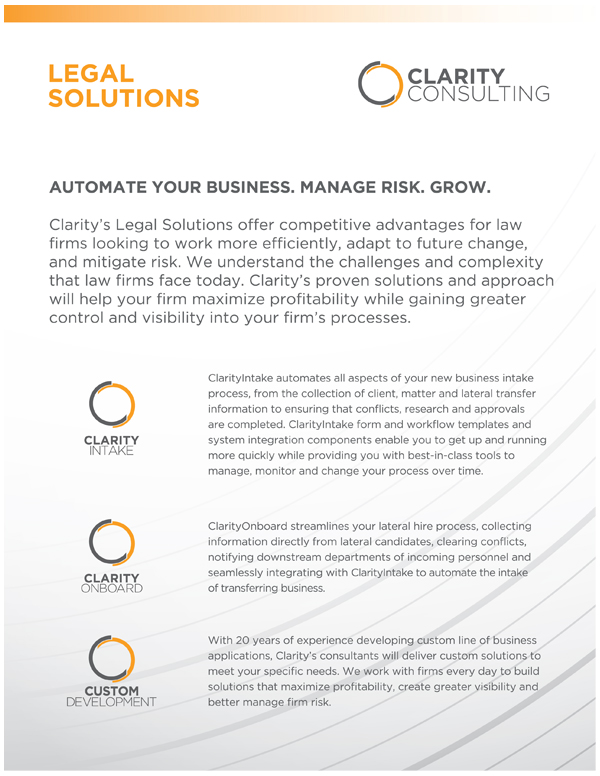 LEGAL
SOLUTIONS
CLARITY
CONSULTING
AUTOMATE YOUR BUSINESS. MANAGE RISK. GROW.
Clarity’s Legal Solutions offer competitive advantages for law
firms looking to work more efficiently, adapt to future change,
and mitigate risk. We understand the challenges and complexity
that law firms face today. Clarity’s proven solutions and approach
will help your firm maximize profitability while gaining greater
control and visibility into your firm’s processes.
CLARITY
INTAKE
ClarityIntake automates all aspects of your new business intake
process, from the collection of client, matter and lateral transfer
information to ensuring that conflicts, research and approvals
are completed. ClarityIntake form and workflow templates and
system integration components enable you to get up and running
more quickly while providing you with best-in-class tools to
manage, monitor and change your process over time.
CLARITY
ONBOARD
ClarityOnboard streamlines your lateral hire process, collecting
information directly from lateral candidates, clearing conflicts,
notifying downstream departments of incoming personnel and
seamlessly integrating with ClarityIntake to automate the intake
of transferring business.
CUSTOM
DEVELOPMENT
With 20 years of experience developing custom line of business
applications, Clarity’s consultants will deliver custom solutions to
meet your specific needs. We work with firms every day to build
solutions that maximize profitability, create greater visibility and
better manage firm risk.